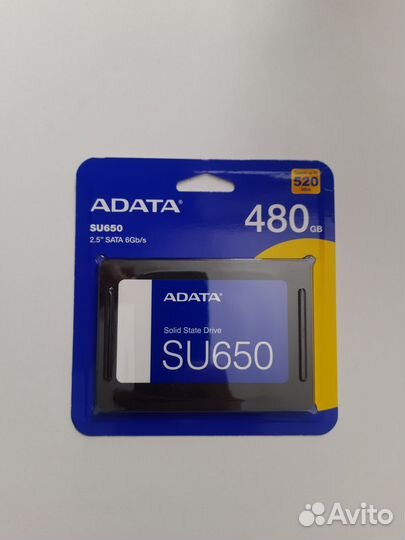 520
ADATA®
480GB
SU650
2.5" SATA 6Gb/s
ADATA®
Solid State Drive
SU650
Avito